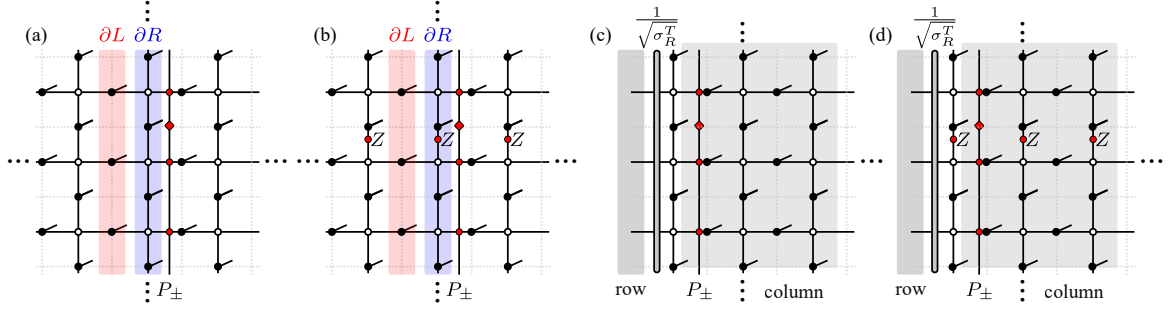 (a) ∂L ∂R
P±
(b) ∂L ∂R
Z Z Z
P±
(c) 1/√σ_R^T
row P± column
(d) 1/√σ_R^T
Z Z Z
row P± column